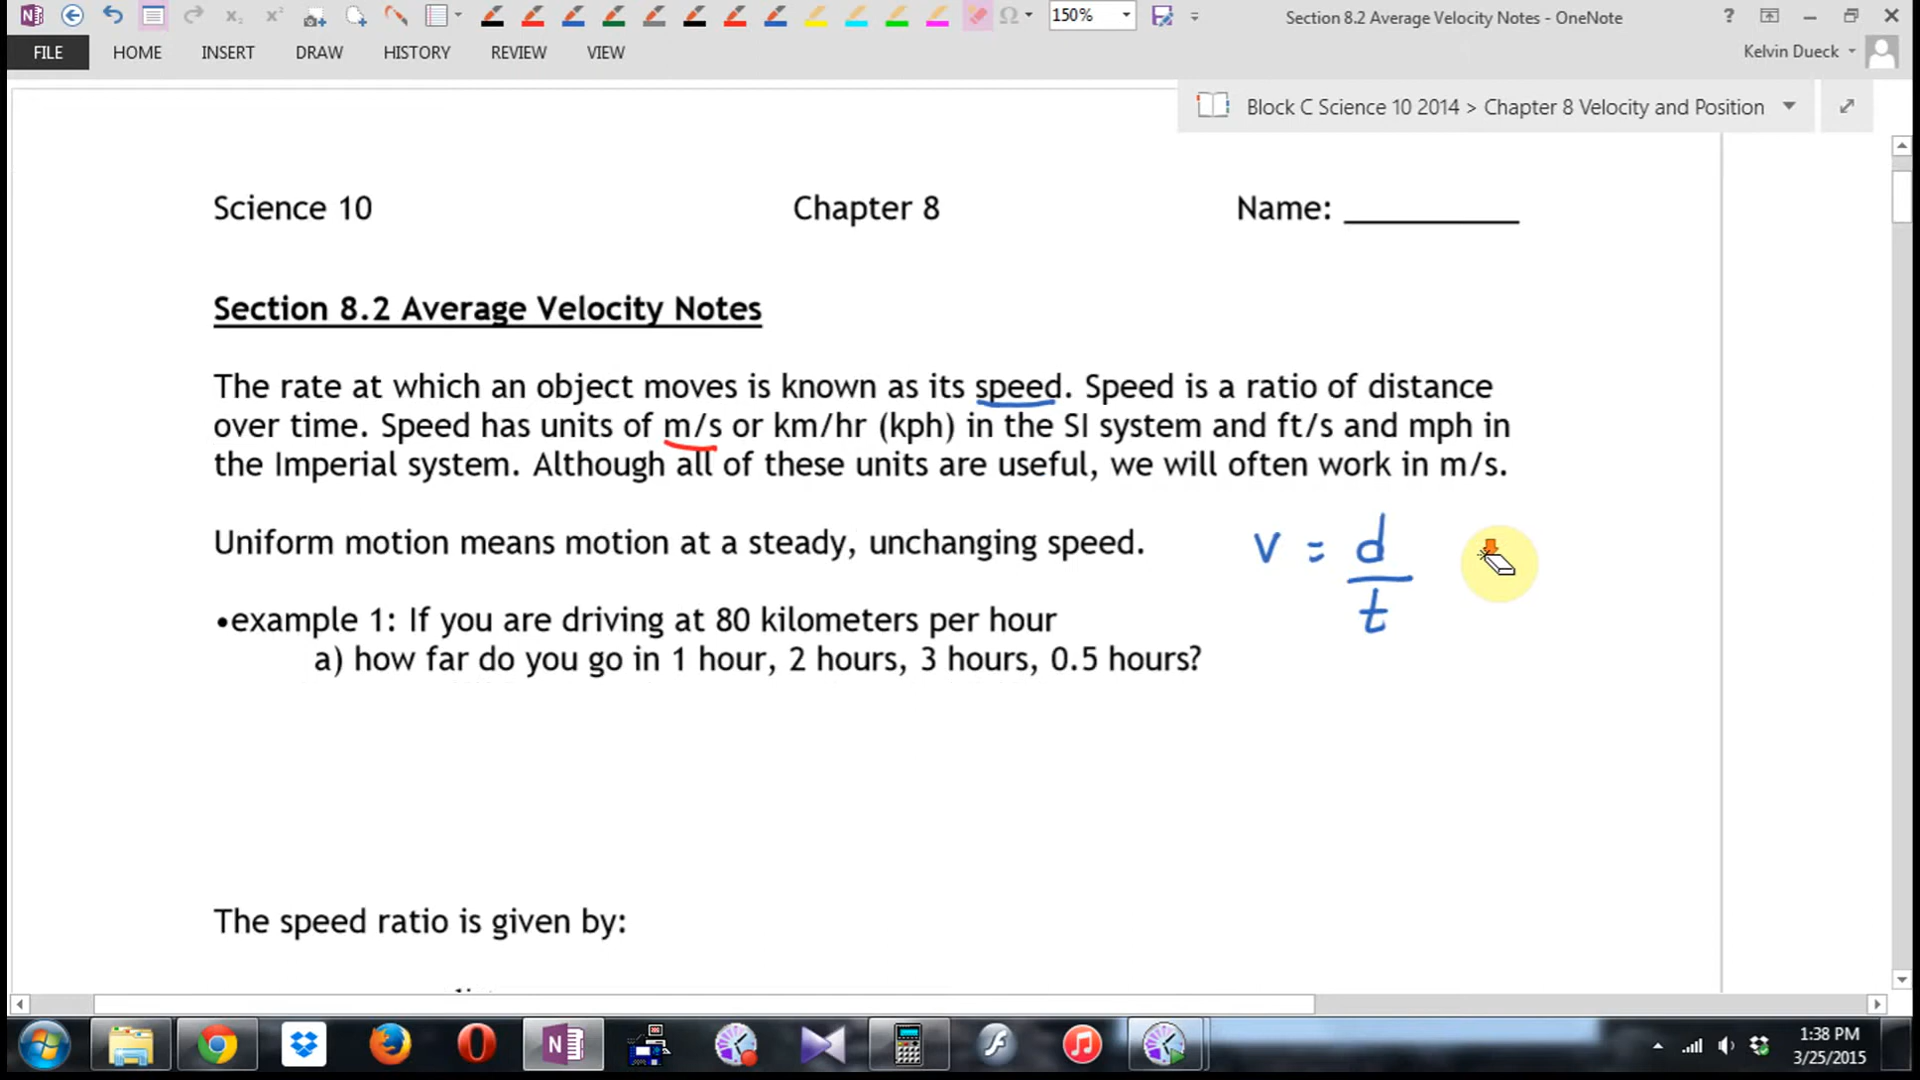 150%
Section 8.2 Average Velocity Notes - OneNote
FILE HOME INSERT DRAW HISTORY REVIEW VIEW
Kelvin Dueck
Block C Science 10 2014 > Chapter 8 Velocity and Position
Science 10 Chapter 8 Name: __________
Section 8.2 Average Velocity Notes
The rate at which an object moves is known as its speed. Speed is a ratio of distance
over time. Speed has units of m/s or km/hr (kph) in the SI system and ft/s and mph in
the Imperial system. Although all of these units are useful, we will often work in m/s.
Uniform motion means motion at a steady, unchanging speed.
v = d
t
•example 1: If you are driving at 80 kilometers per hour
a) how far do you go in 1 hour, 2 hours, 3 hours, 0.5 hours?
The speed ratio is given by:
1:38 PM
3/25/2015